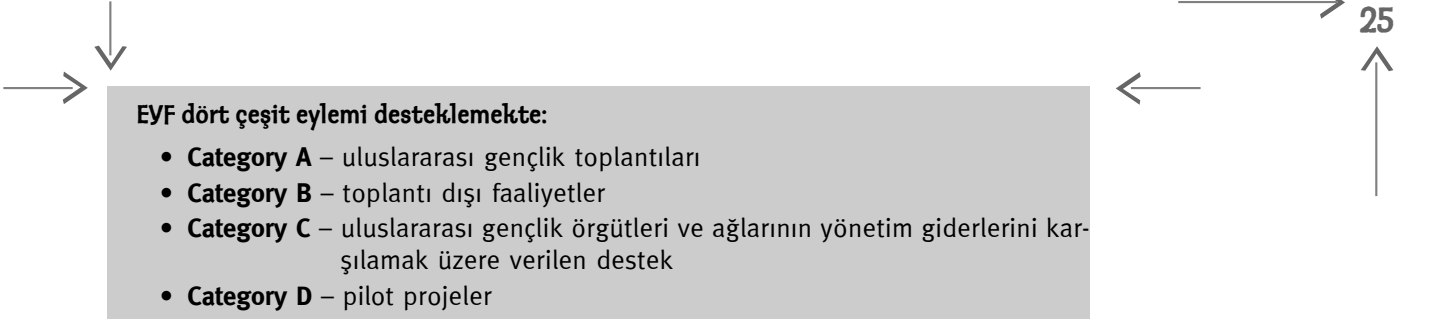 25
EYF dört çeşit eylemi desteklemekte:
• Category A – uluslararası gençlik toplantıları
• Category B – toplantı dışı faaliyetler
• Category C – uluslararası gençlik örgütleri ve ağlarının yönetim giderlerini kar-
şılamak üzere verilen destek
• Category D – pilot projeler